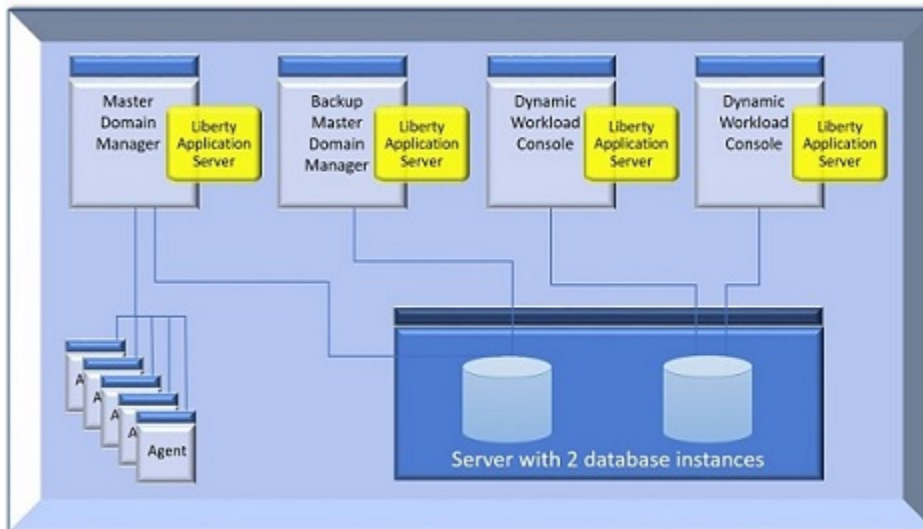 Master
Domain
Manager
Liberty
Application
Server
Backup
Master
Domain
Manager
Liberty
Application
Server
Dynamic
Workload
Console
Liberty
Application
Server
Dynamic
Workload
Console
Liberty
Application
Server
A
A
A
A
Agent
Server with 2 database instances